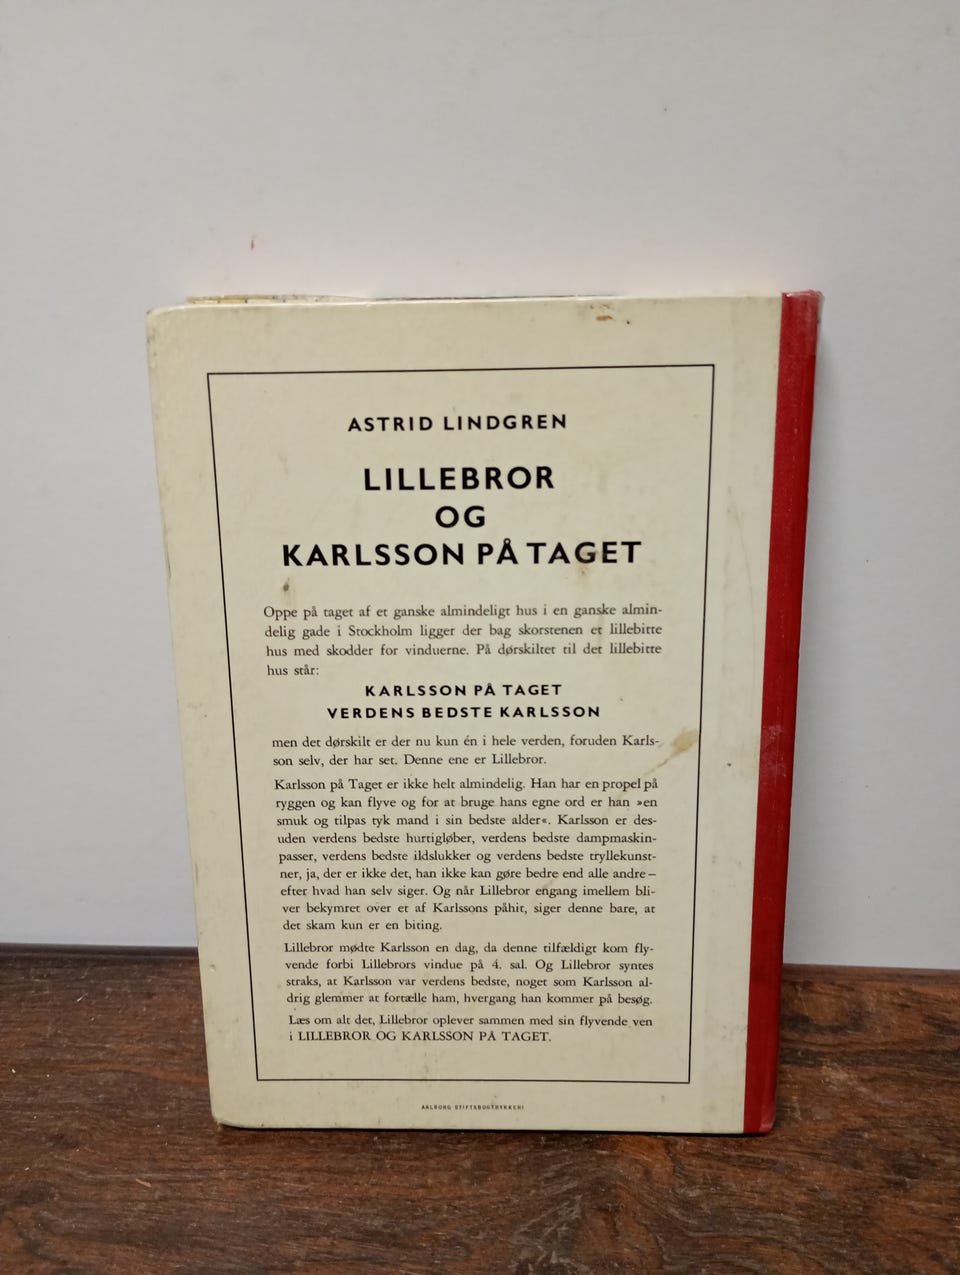 ASTRID LINDGREN
LILLEBROR
OG
KARLSSON PÅ TAGET
Oppe på taget af et ganske almindeligt hus i en ganske almin-
delig gade i Stockholm ligger der bag skorstenen et lillebitte
hus med skodder for vinduerne. På dørskiltet til det lillebitte
hus står:
KARLSSON PÅ TAGET
VERDENS BEDSTE KARLSSON
men det dørskilt er der nu kun én i hele verden, foruden Karls-
son selv, der har set. Denne ene er Lillebror.
Karlsson på Taget er ikke helt almindelig. Han har en propel på
ryggen og kan flyve og for at bruge hans egne ord er han »en
smuk og tilpas tyk mand i sin bedste alder«. Karlsson er des-
uden verdens bedste hurtigløber, verdens bedste dampmaskin-
passer, verdens bedste ildslukker og verdens bedste tryllekunst-
ner, ja, der er ikke det, han ikke kan gøre bedre end alle andre –
efter hvad han selv siger. Og når Lillebror engang imellem bli-
ver bekymret over et af Karlssons påhit, siger denne bare, at
det skam kun er en biting.
Lillebror mødte Karlsson en dag, da denne tilfældigt kom fly-
vende forbi Lillebrors vindue på 4. sal. Og Lillebror syntes
straks, at Karlsson var verdens bedste, noget som Karlsson al-
drig glemmer at fortælle ham, hvergang han kommer på besøg.
Læs om alt det, Lillebror oplever sammen med sin flyvende ven
i LILLEBROR OG KARLSSON PÅ TAGET.
AALBORG STIFTSBOGTRYKKERI